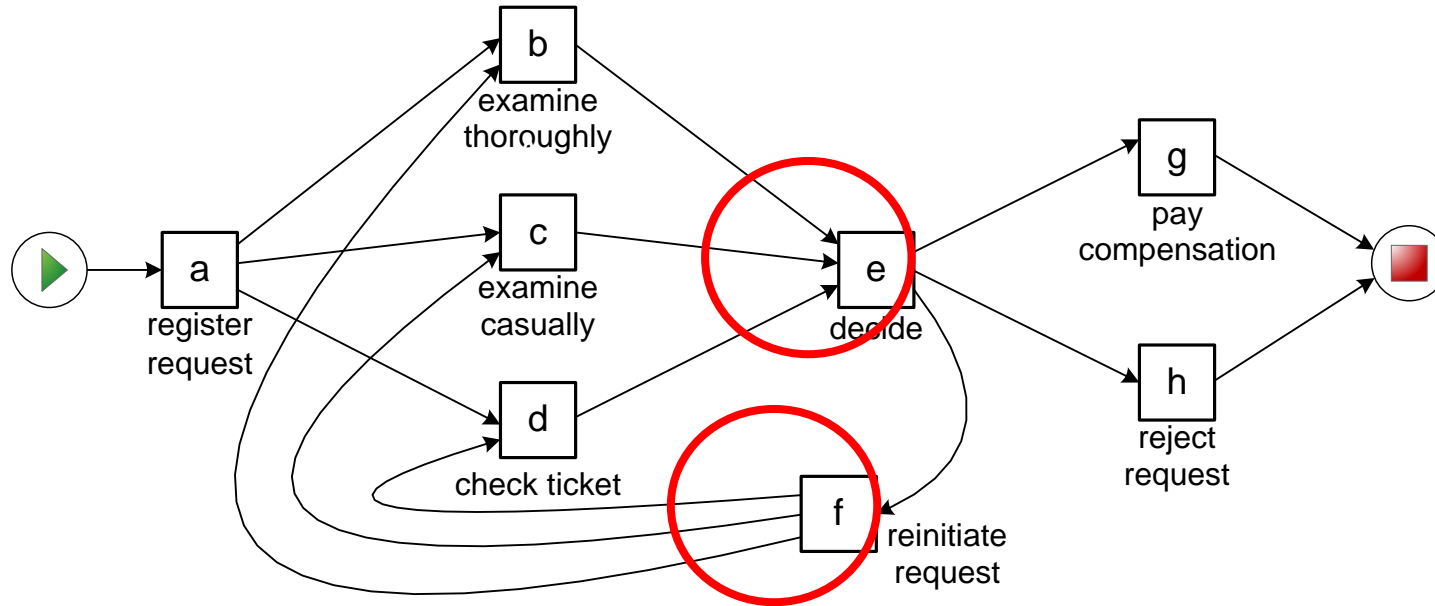 b
examine
thoroughly
g
pay
compensation
c
examine
casually
a
register
request
e
decide
h
reject
request
d
check ticket
f
reinitiate
request